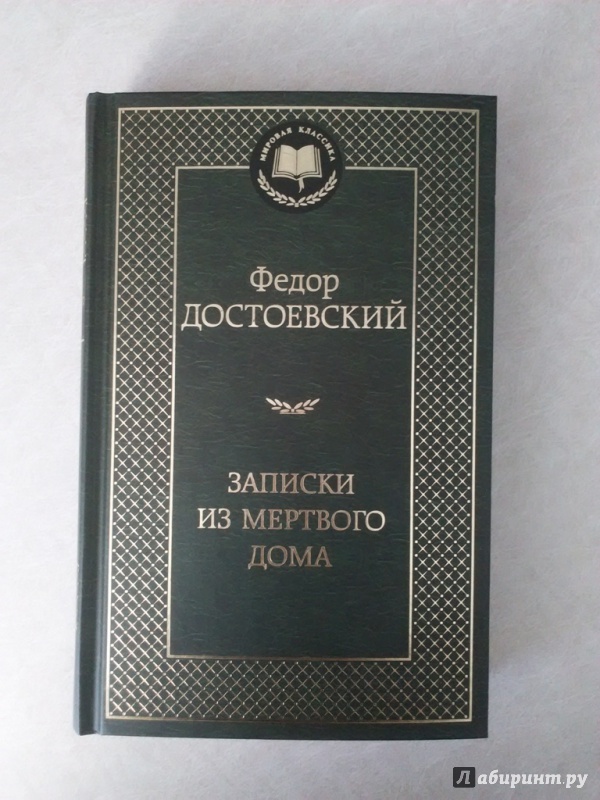 МИРОВАЯ КЛАССИКА
Федор
ДОСТОЕВСКИЙ
ЗАПИСКИ
ИЗ МЕРТВОГО
ДОМА
Лабиринт.ру